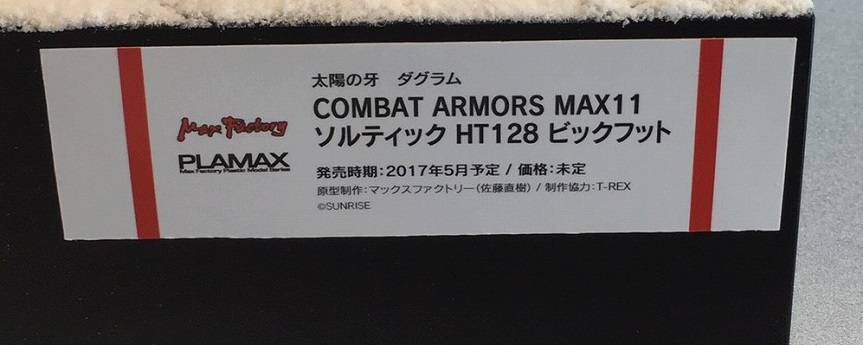 太陽の牙 ダグラム
COMBAT ARMORS MAX11
ソルティック HT128 ビックフット
Max Factory
PLAMAX
Max Factory Plastic Model Series
発売時期:2017年5月予定 / 価格:未定
原型制作:マックスファクトリー(佐藤直樹) / 制作協力:T-REX
©SUNRISE